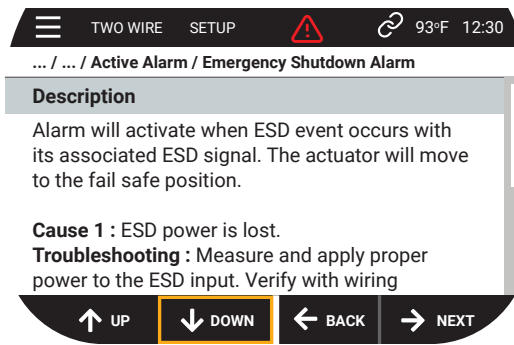 TWO WIRE SETUP 93°F 12:30
... / ... / Active Alarm / Emergency Shutdown Alarm
Description
Alarm will activate when ESD event occurs with
its associated ESD signal. The actuator will move
to the fail safe position.
Cause 1 : ESD power is lost.
Troubleshooting : Measure and apply proper
power to the ESD input. Verify with wiring
UP DOWN BACK NEXT